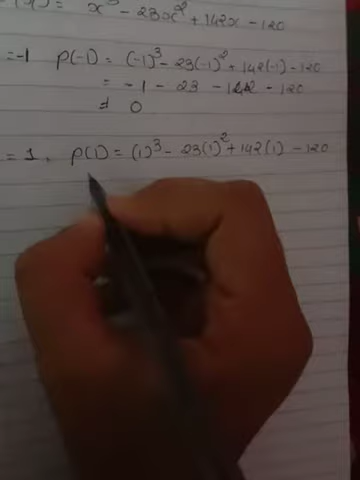 = x³ - 23x² + 142x - 120
= -1 p(-1) = (-1)³ - 23(-1)² + 142(-1) - 120
= -1 - 23 - 142 - 120
≠ 0
= 1, p(1) = (1)³ - 23(1)² + 142(1) - 120